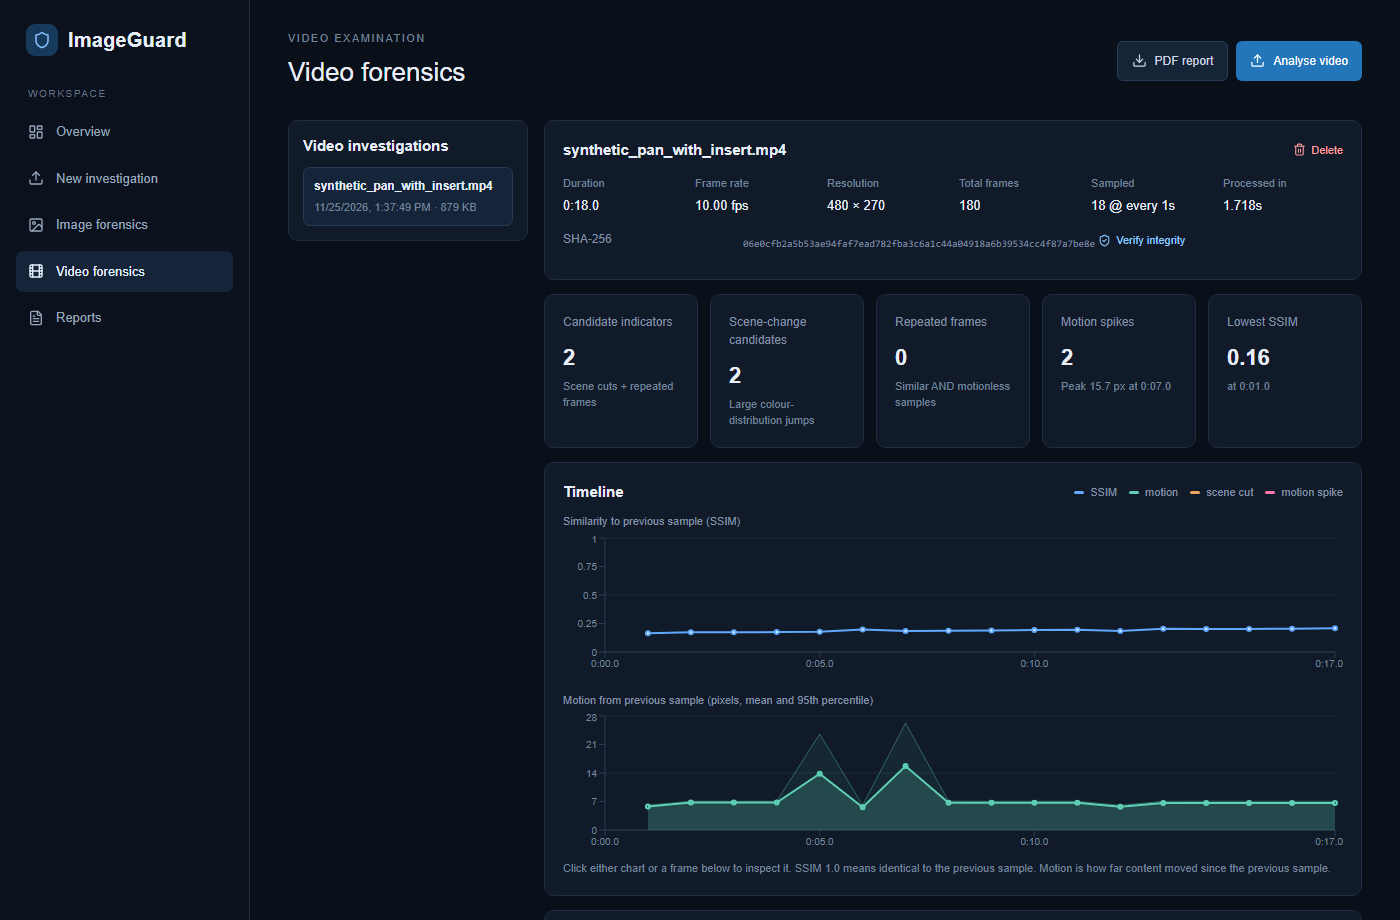 ImageGuard
WORKSPACE
Overview
New investigation
Image forensics
Video forensics
Reports
VIDEO EXAMINATION
Video forensics
PDF report
Analyse video
Video investigations
synthetic_pan_with_insert.mp4
11/25/2026, 1:37:49 PM · 879 KB
synthetic_pan_with_insert.mp4
Delete
Duration
0:18.0
Frame rate
10.00 fps
Resolution
480 × 270
Total frames
180
Sampled
18 @ every 1s
Processed in
1.718s
SHA-256
06e0cfb2a5b53ae94faf7ead782fba3c6a1c44a04918a6b39534cc4f87a7be8e
Verify integrity
Candidate indicators
2
Scene cuts + repeated
frames
Scene-change
candidates
2
Large colour-
distribution jumps
Repeated frames
0
Similar AND motionless
samples
Motion spikes
2
Peak 15.7 px at 0:07.0
Lowest SSIM
0.16
at 0:01.0
Timeline
SSIM
motion
scene cut
motion spike
Similarity to previous sample (SSIM)
1
0.75
0.5
0.25
0
0:00.0
0:05.0
0:10.0
0:17.0
Motion from previous sample (pixels, mean and 95th percentile)
28
21
14
7
0
0:00.0
0:05.0
0:10.0
0:17.0
Click either chart or a frame below to inspect it. SSIM 1.0 means identical to the previous sample. Motion is how far content moved since the previous sample.